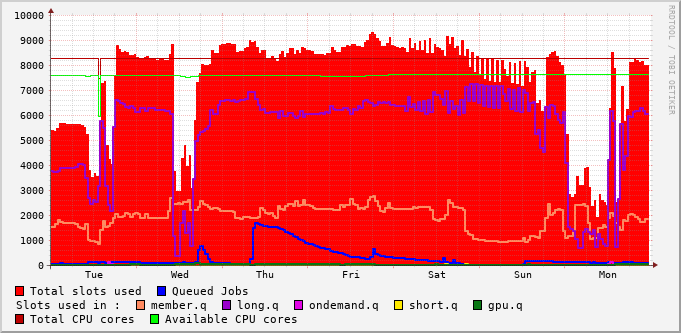 10000
9000
8000
7000
6000
5000
4000
3000
2000
1000
0
Tue Wed Thu Fri Sat Sun Mon
Total slots used Queued Jobs
Slots used in : member.q long.q ondemand.q short.q gpu.q
Total CPU cores Available CPU cores
RRDTOOL / TOBI OETIKER